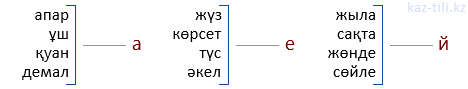 kaz-tili.kz
апар жүз жыла
ұш көрсет сақта
қуан а түс е жөнде й
демал әкел сөйле